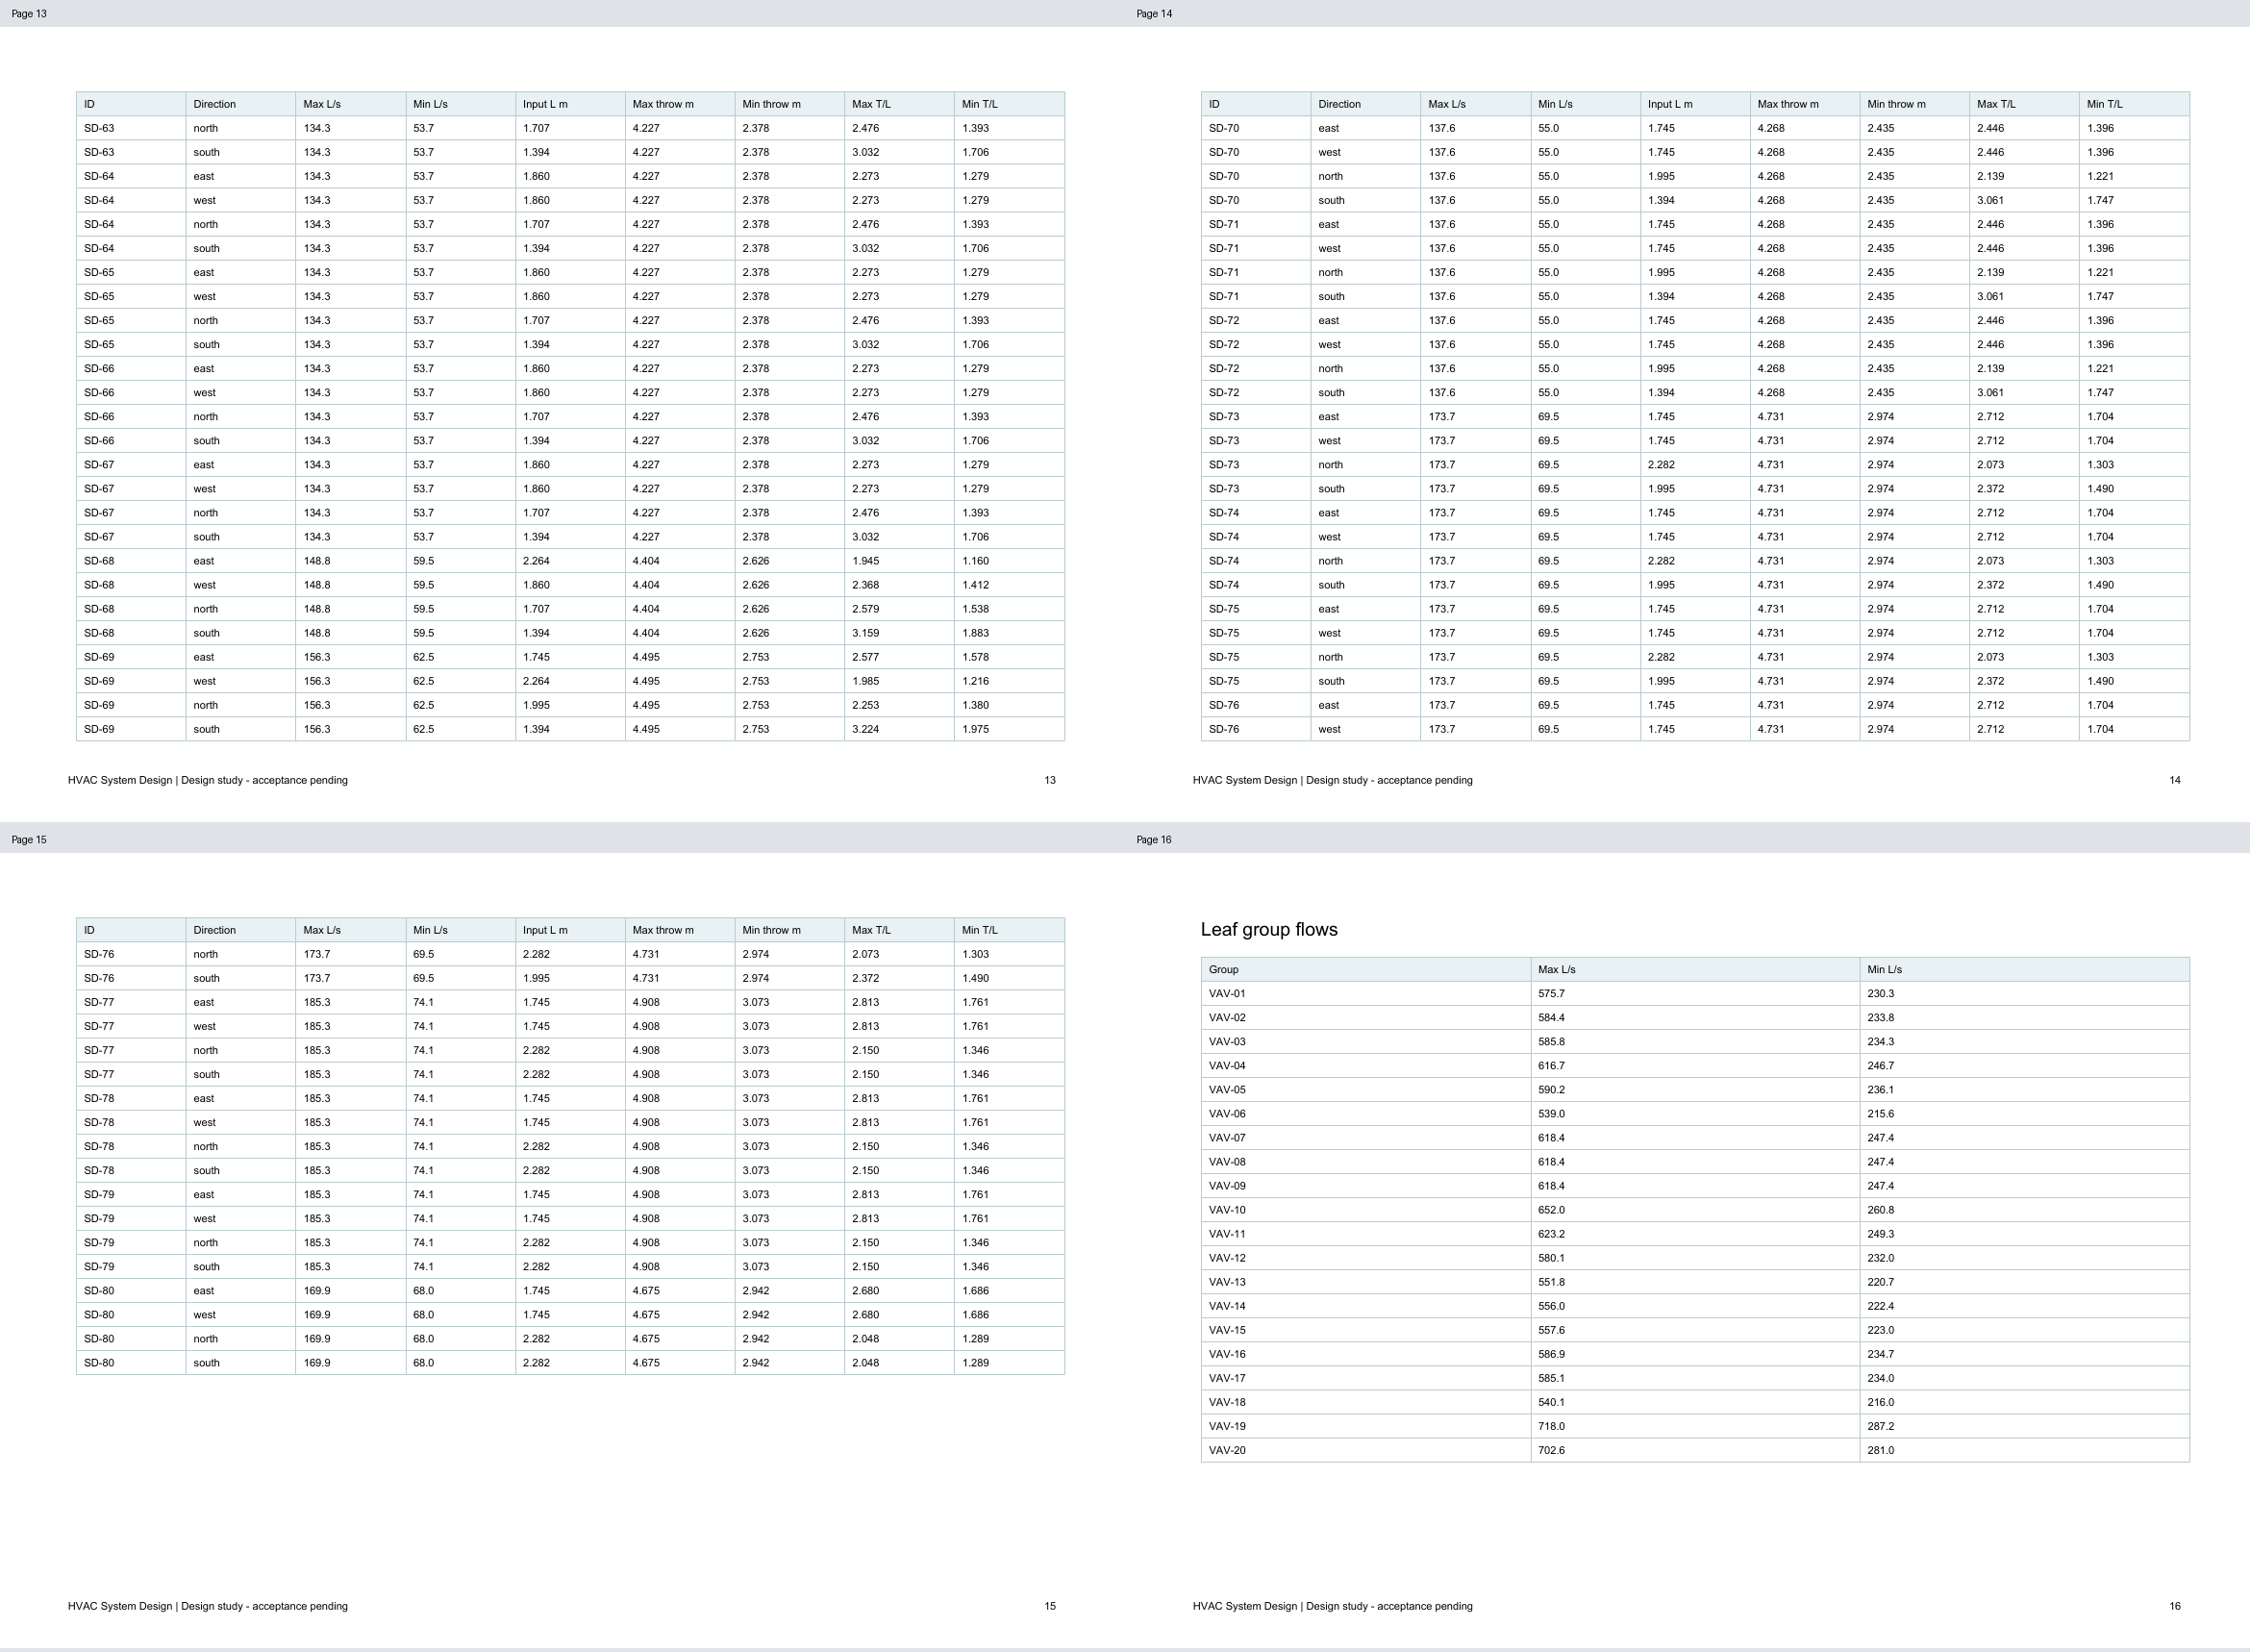 Page 13
ID Direction Max L/s Min L/s Input L m Max throw m Min throw m Max T/L Min T/L
SD-63 north 134.3 53.7 1.707 4.227 2.378 2.476 1.393
SD-63 south 134.3 53.7 1.394 4.227 2.378 3.032 1.706
SD-64 east 134.3 53.7 1.860 4.227 2.378 2.273 1.279
SD-64 west 134.3 53.7 1.860 4.227 2.378 2.273 1.279
SD-64 north 134.3 53.7 1.707 4.227 2.378 2.476 1.393
SD-64 south 134.3 53.7 1.394 4.227 2.378 3.032 1.706
SD-65 east 134.3 53.7 1.860 4.227 2.378 2.273 1.279
SD-65 west 134.3 53.7 1.860 4.227 2.378 2.273 1.279
SD-65 north 134.3 53.7 1.707 4.227 2.378 2.476 1.393
SD-65 south 134.3 53.7 1.394 4.227 2.378 3.032 1.706
SD-66 east 134.3 53.7 1.860 4.227 2.378 2.273 1.279
SD-66 west 134.3 53.7 1.860 4.227 2.378 2.273 1.279
SD-66 north 134.3 53.7 1.707 4.227 2.378 2.476 1.393
SD-66 south 134.3 53.7 1.394 4.227 2.378 3.032 1.706
SD-67 east 134.3 53.7 1.860 4.227 2.378 2.273 1.279
SD-67 west 134.3 53.7 1.860 4.227 2.378 2.273 1.279
SD-67 north 134.3 53.7 1.707 4.227 2.378 2.476 1.393
SD-67 south 134.3 53.7 1.394 4.227 2.378 3.032 1.706
SD-68 east 148.8 59.5 2.264 4.404 2.626 1.945 1.160
SD-68 west 148.8 59.5 1.860 4.404 2.626 2.368 1.412
SD-68 north 148.8 59.5 1.707 4.404 2.626 2.579 1.538
SD-68 south 148.8 59.5 1.394 4.404 2.626 3.159 1.883
SD-69 east 156.3 62.5 1.745 4.495 2.753 2.577 1.578
SD-69 west 156.3 62.5 2.264 4.495 2.753 1.985 1.216
SD-69 north 156.3 62.5 1.995 4.495 2.753 2.253 1.380
SD-69 south 156.3 62.5 1.394 4.495 2.753 3.224 1.975
HVAC System Design | Design study - acceptance pending 13
Page 14
ID Direction Max L/s Min L/s Input L m Max throw m Min throw m Max T/L Min T/L
SD-70 east 137.6 55.0 1.745 4.268 2.435 2.446 1.396
SD-70 west 137.6 55.0 1.745 4.268 2.435 2.446 1.396
SD-70 north 137.6 55.0 1.995 4.268 2.435 2.139 1.221
SD-70 south 137.6 55.0 1.394 4.268 2.435 3.061 1.747
SD-71 east 137.6 55.0 1.745 4.268 2.435 2.446 1.396
SD-71 west 137.6 55.0 1.745 4.268 2.435 2.446 1.396
SD-71 north 137.6 55.0 1.995 4.268 2.435 2.139 1.221
SD-71 south 137.6 55.0 1.394 4.268 2.435 3.061 1.747
SD-72 east 137.6 55.0 1.745 4.268 2.435 2.446 1.396
SD-72 west 137.6 55.0 1.745 4.268 2.435 2.446 1.396
SD-72 north 137.6 55.0 1.995 4.268 2.435 2.139 1.221
SD-72 south 137.6 55.0 1.394 4.268 2.435 3.061 1.747
SD-73 east 173.7 69.5 1.745 4.731 2.974 2.712 1.704
SD-73 west 173.7 69.5 1.745 4.731 2.974 2.712 1.704
SD-73 north 173.7 69.5 2.282 4.731 2.974 2.073 1.303
SD-73 south 173.7 69.5 1.995 4.731 2.974 2.372 1.490
SD-74 east 173.7 69.5 1.745 4.731 2.974 2.712 1.704
SD-74 west 173.7 69.5 1.745 4.731 2.974 2.712 1.704
SD-74 north 173.7 69.5 2.282 4.731 2.974 2.073 1.303
SD-74 south 173.7 69.5 1.995 4.731 2.974 2.372 1.490
SD-75 east 173.7 69.5 1.745 4.731 2.974 2.712 1.704
SD-75 west 173.7 69.5 1.745 4.731 2.974 2.712 1.704
SD-75 north 173.7 69.5 2.282 4.731 2.974 2.073 1.303
SD-75 south 173.7 69.5 1.995 4.731 2.974 2.372 1.490
SD-76 east 173.7 69.5 1.745 4.731 2.974 2.712 1.704
SD-76 west 173.7 69.5 1.745 4.731 2.974 2.712 1.704
HVAC System Design | Design study - acceptance pending 14
Page 15
ID Direction Max L/s Min L/s Input L m Max throw m Min throw m Max T/L Min T/L
SD-76 north 173.7 69.5 2.282 4.731 2.974 2.073 1.303
SD-76 south 173.7 69.5 1.995 4.731 2.974 2.372 1.490
SD-77 east 185.3 74.1 1.745 4.908 3.073 2.813 1.761
SD-77 west 185.3 74.1 1.745 4.908 3.073 2.813 1.761
SD-77 north 185.3 74.1 2.282 4.908 3.073 2.150 1.346
SD-77 south 185.3 74.1 2.282 4.908 3.073 2.150 1.346
SD-78 east 185.3 74.1 1.745 4.908 3.073 2.813 1.761
SD-78 west 185.3 74.1 1.745 4.908 3.073 2.813 1.761
SD-78 north 185.3 74.1 2.282 4.908 3.073 2.150 1.346
SD-78 south 185.3 74.1 2.282 4.908 3.073 2.150 1.346
SD-79 east 185.3 74.1 1.745 4.908 3.073 2.813 1.761
SD-79 west 185.3 74.1 1.745 4.908 3.073 2.813 1.761
SD-79 north 185.3 74.1 2.282 4.908 3.073 2.150 1.346
SD-79 south 185.3 74.1 2.282 4.908 3.073 2.150 1.346
SD-80 east 169.9 68.0 1.745 4.675 2.942 2.680 1.686
SD-80 west 169.9 68.0 1.745 4.675 2.942 2.680 1.686
SD-80 north 169.9 68.0 2.282 4.675 2.942 2.048 1.289
SD-80 south 169.9 68.0 2.282 4.675 2.942 2.048 1.289
HVAC System Design | Design study - acceptance pending 15
Page 16
Leaf group flows
Group Max L/s Min L/s
VAV-01 575.7 230.3
VAV-02 584.4 233.8
VAV-03 585.8 234.3
VAV-04 616.7 246.7
VAV-05 590.2 236.1
VAV-06 539.0 215.6
VAV-07 618.4 247.4
VAV-08 618.4 247.4
VAV-09 618.4 247.4
VAV-10 652.0 260.8
VAV-11 623.2 249.3
VAV-12 580.1 232.0
VAV-13 551.8 220.7
VAV-14 556.0 222.4
VAV-15 557.6 223.0
VAV-16 586.9 234.7
VAV-17 585.1 234.0
VAV-18 540.1 216.0
VAV-19 718.0 287.2
VAV-20 702.6 281.0
HVAC System Design | Design study - acceptance pending 16